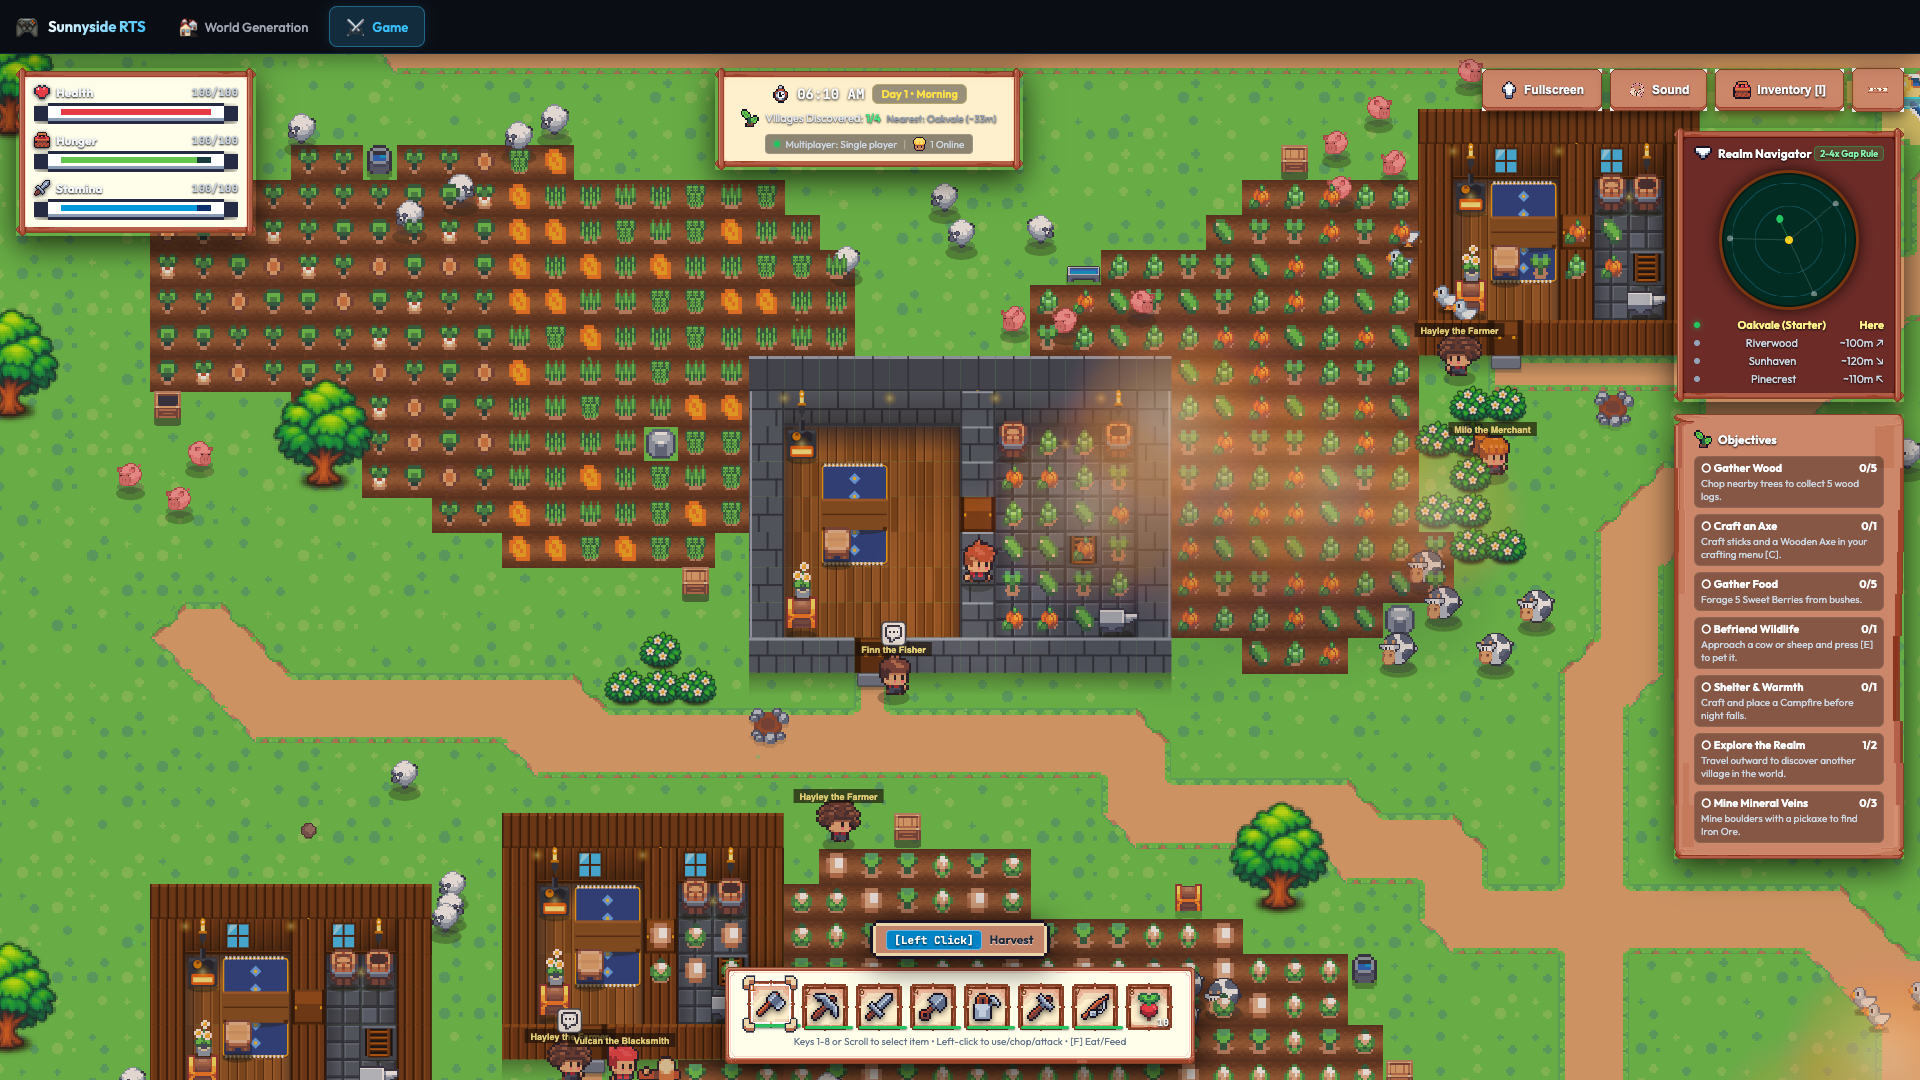 Sunnyside RTS
World Generation
Game
Health 100/100
Hunger 100/100
Stamina 100/100
06:10 AM Day 1 • Morning
Villages Discovered: 1/4 Nearest: Oakvale (~33m)
Multiplayer: Single player | 1 Online
Fullscreen
Sound
Inventory [I]
Realm Navigator 2-4x Gap Rule
Oakvale (Starter) Here
Riverwood ~100m ↗
Sunhaven ~120m ↘
Pinecrest ~110m ↖
Objectives
Gather Wood 0/5
Chop nearby trees to collect 5 wood
logs.
Craft an Axe 0/1
Craft sticks and a Wooden Axe in your
crafting menu [C].
Gather Food 0/5
Forage 5 Sweet Berries from bushes.
Befriend Wildlife 0/1
Approach a cow or sheep and press [E]
to pet it.
Shelter & Warmth 0/1
Craft and place a Campfire before
night falls.
Explore the Realm 1/2
Travel outward to discover another
village in the world.
Mine Mineral Veins 0/3
Mine boulders with a pickaxe to find
Iron Ore.
Hayley the Farmer
Milo the Merchant
Finn the Fisher
Hayley the Farmer
[Left Click] Harvest
10
Hayley th
Vulcan the Blacksmith
Keys 1-8 or Scroll to select item • Left-click to use/chop/attack • [F] Eat/Feed